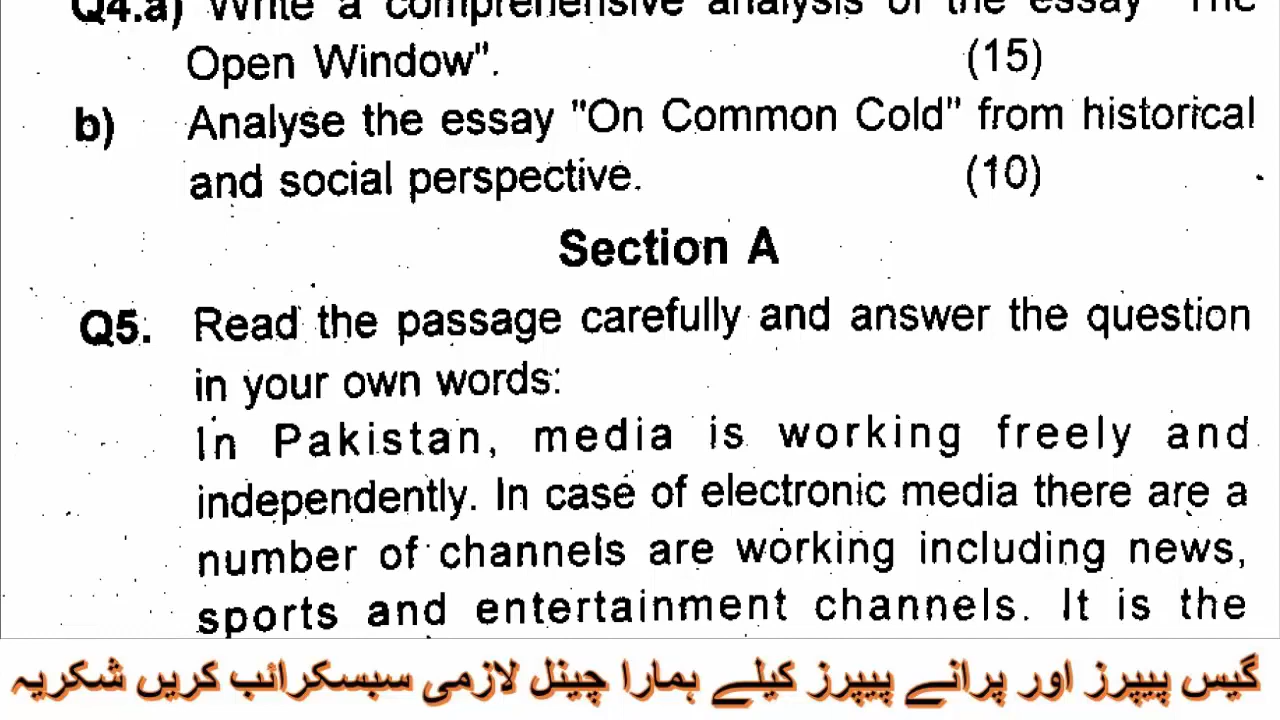 Q4.a) Write a comprehensive analysis of the essay "The
Open Window". (15)
b) Analyse the essay "On Common Cold" from historical
and social perspective. (10)
Section A
Q5. Read the passage carefully and answer the question
in your own words:
In Pakistan, media is working freely and
independently. In case of electronic media there are a
number of channels are working including news,
sports and entertainment channels. It is the
گیس پیپرز اور پرانے پیپرز کیلے ہمارا چینل لازمی سبسکرائب کریں شکریہ